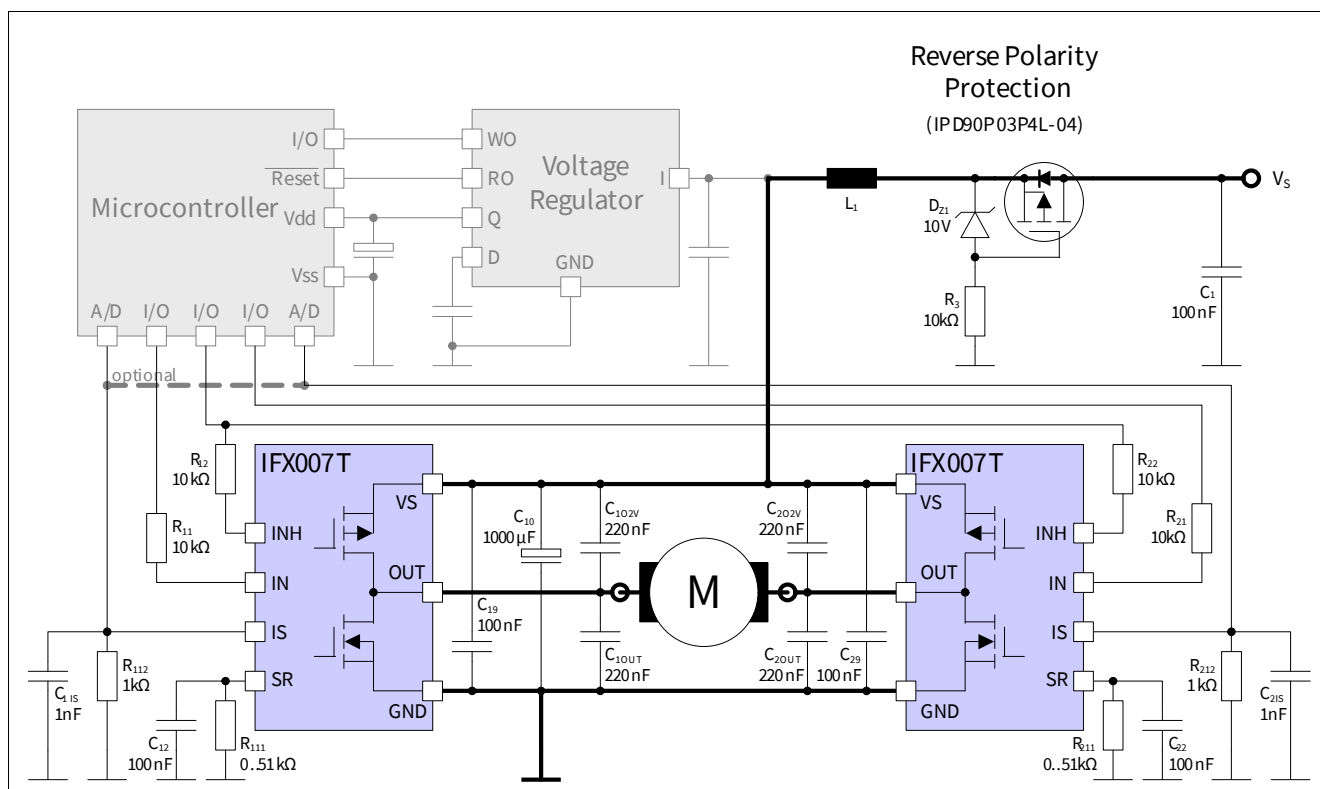 Reverse Polarity
Protection
(IPD90P03P4L-04)
Microcontroller
I/O
Reset
Vdd
Vss
A/D
I/O
I/O
I/O
A/D
WO
RO
Q
D
Voltage
Regulator
I
GND
L₁
D_Z1
10V
R₃
10kΩ
C₁
100nF
V_S
optional
R₁₂
10kΩ
R₁₁
10kΩ
IFX007T
VS
INH
IN
OUT
IS
SR
GND
C₁₀
1000µF
C₁₉
100nF
C₁O2V
220nF
C₂O2V
220nF
M
C₁OUT
220nF
C₂OUT
220nF
C₂₉
100nF
IFX007T
VS
INH
OUT
IN
IS
SR
GND
R₂₂
10kΩ
R₂₁
10kΩ
C₁IS
1nF
R₁₁₂
1kΩ
C₁₂
100nF
R₁₁₁
0..51kΩ
R₂₁₂
1kΩ
C₂IS
1nF
R₂₁₁
0..51kΩ
C₂₂
100nF